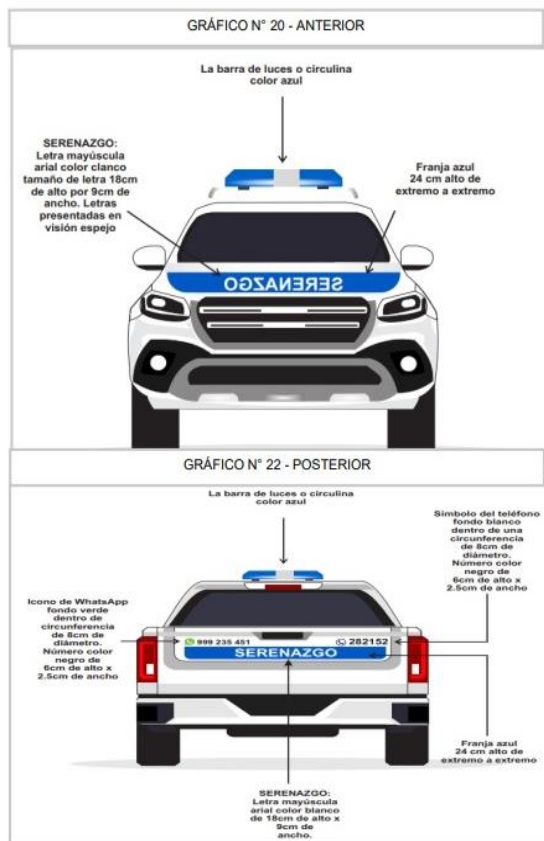 GRÁFICO N° 20 - ANTERIOR
La barra de luces o circulina
color azul
SERENAZGO:
Letra mayúscula
arial color clanco
tamaño de letra 18cm
de alto por 9cm de
ancho. Letras
presentadas en
visión espejo
Franja azul
24 cm alto de
extremo a extremo
SERENAZGO
GRÁFICO N° 22 - POSTERIOR
La barra de luces o circulina
color azul
Simbolo del teléfono
fondo blanco
dentro de una
circunferencia
de 8cm de
diámetro.
Número color
negro de
6cm de alto x
2.5cm de ancho
Icono de WhatsApp
fondo verde
dentro de
circunferencia
de 8cm de
diámetro.
Número color
negro de
6cm de alto x
2.5cm de ancho
999 235 451
282152
SERENAZGO
Franja azul
24 cm alto de
extremo a extremo
SERENAZGO:
Letra mayúscula
arial color blanco
de 18cm de alto x
9cm de
ancho.